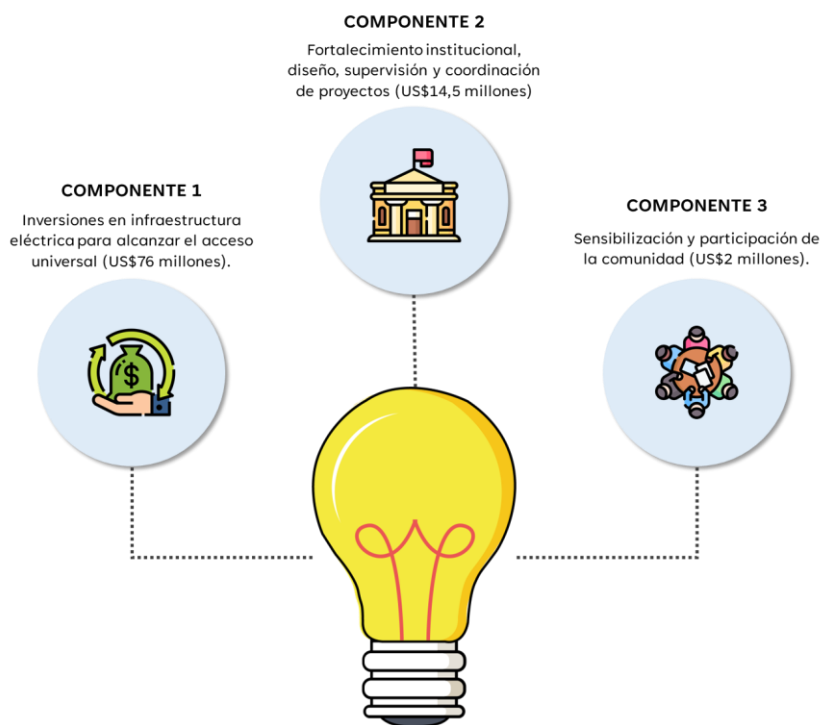 COMPONENTE 2
Fortalecimiento institucional,
diseño, supervisión y coordinación
de proyectos (US$14,5 millones)
COMPONENTE 1
Inversiones en infraestructura
eléctrica para alcanzar el acceso
universal (US$76 millones).
COMPONENTE 3
Sensibilización y participación de
la comunidad (US$2 millones).
$